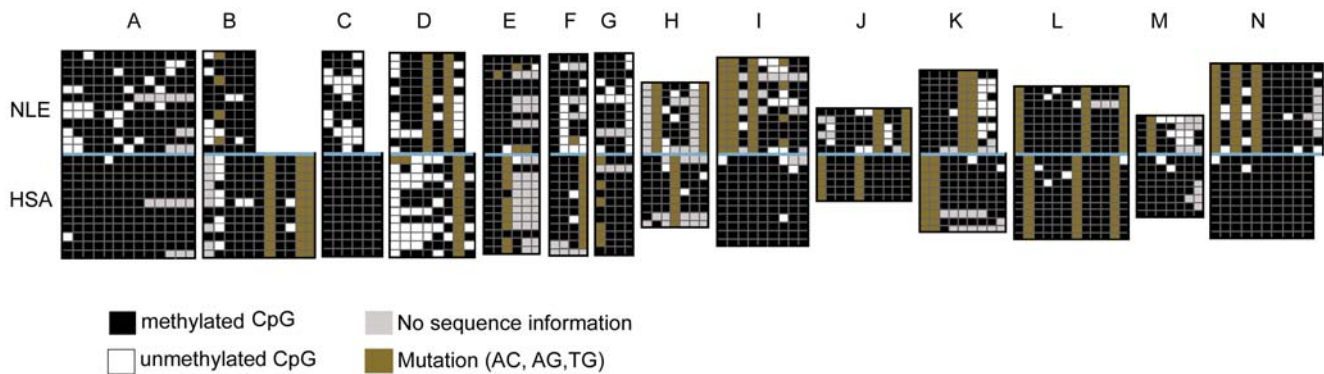 A B C D E F G H I J K L M N
NLE
HSA
methylated CpG No sequence information
unmethylated CpG Mutation (AC, AG,TG)